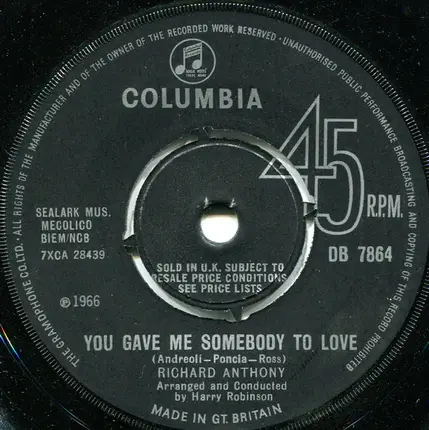 ALL RIGHTS OF THE MANUFACTURER AND OF THE OWNER OF THE RECORDED WORK RESERVED · UNAUTHORISED PUBLIC PERFORMANCE BROADCASTING AND COPYING OF THIS RECORD PROHIBITED
THE GRAMOPHONE CO. LTD.
COLUMBIA
45
R.P.M.
SEALARK MUS.
MECOLICO
BIEM/NCB
7XCA 28439
DB 7864
SOLD IN U.K. SUBJECT TO
RESALE PRICE CONDITIONS
SEE PRICE LISTS
℗ 1966
YOU GAVE ME SOMEBODY TO LOVE
(Andreoli — Poncia — Ross)
RICHARD ANTHONY
Arranged and Conducted
by Harry Robinson
MADE IN GT. BRITAIN